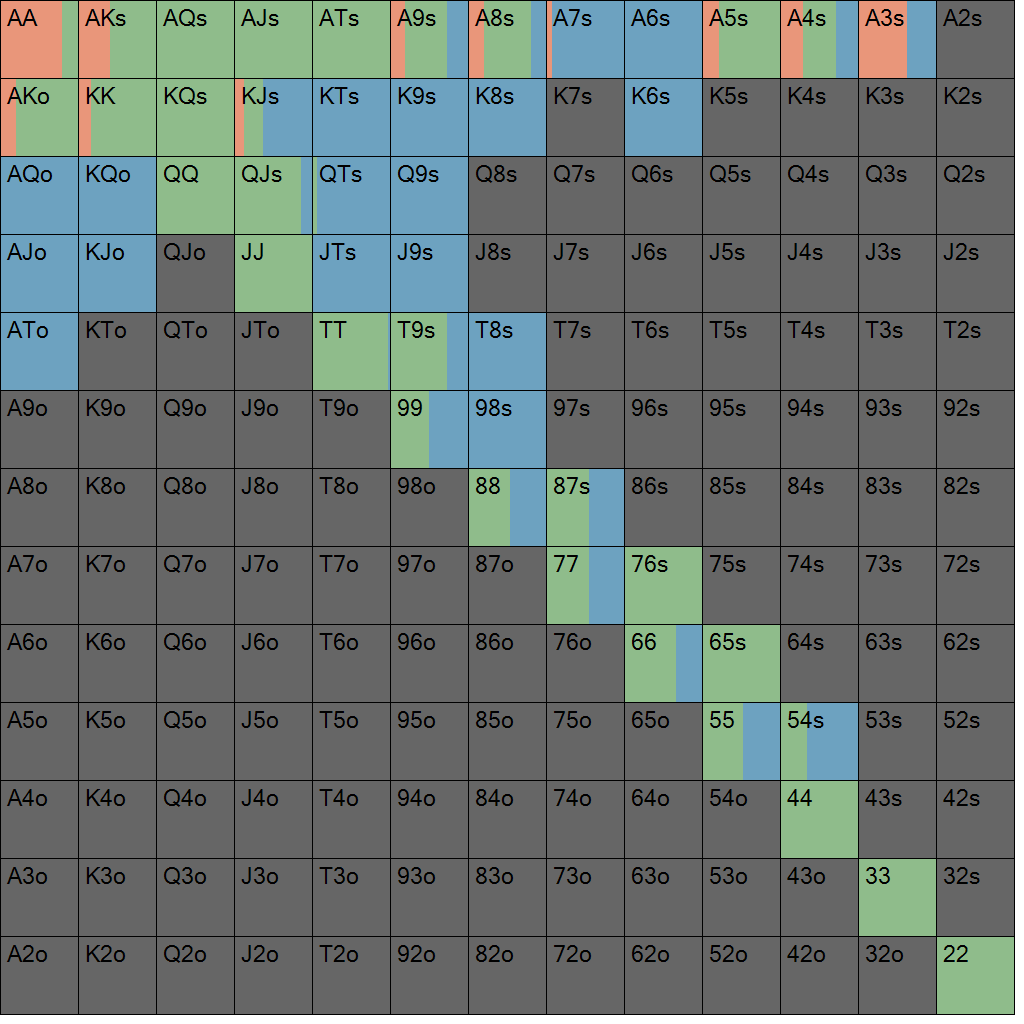 AA AKs AQs AJs ATs A9s A8s A7s A6s A5s A4s A3s A2s
AKo KK KQs KJs KTs K9s K8s K7s K6s K5s K4s K3s K2s
AQo KQo QQ QJs QTs Q9s Q8s Q7s Q6s Q5s Q4s Q3s Q2s
AJo KJo QJo JJ JTs J9s J8s J7s J6s J5s J4s J3s J2s
ATo KTo QTo JTo TT T9s T8s T7s T6s T5s T4s T3s T2s
A9o K9o Q9o J9o T9o 99 98s 97s 96s 95s 94s 93s 92s
A8o K8o Q8o J8o T8o 98o 88 87s 86s 85s 84s 83s 82s
A7o K7o Q7o J7o T7o 97o 87o 77 76s 75s 74s 73s 72s
A6o K6o Q6o J6o T6o 96o 86o 76o 66 65s 64s 63s 62s
A5o K5o Q5o J5o T5o 95o 85o 75o 65o 55 54s 53s 52s
A4o K4o Q4o J4o T4o 94o 84o 74o 64o 54o 44 43s 42s
A3o K3o Q3o J3o T3o 93o 83o 73o 63o 53o 43o 33 32s
A2o K2o Q2o J2o T2o 92o 82o 72o 62o 52o 42o 32o 22